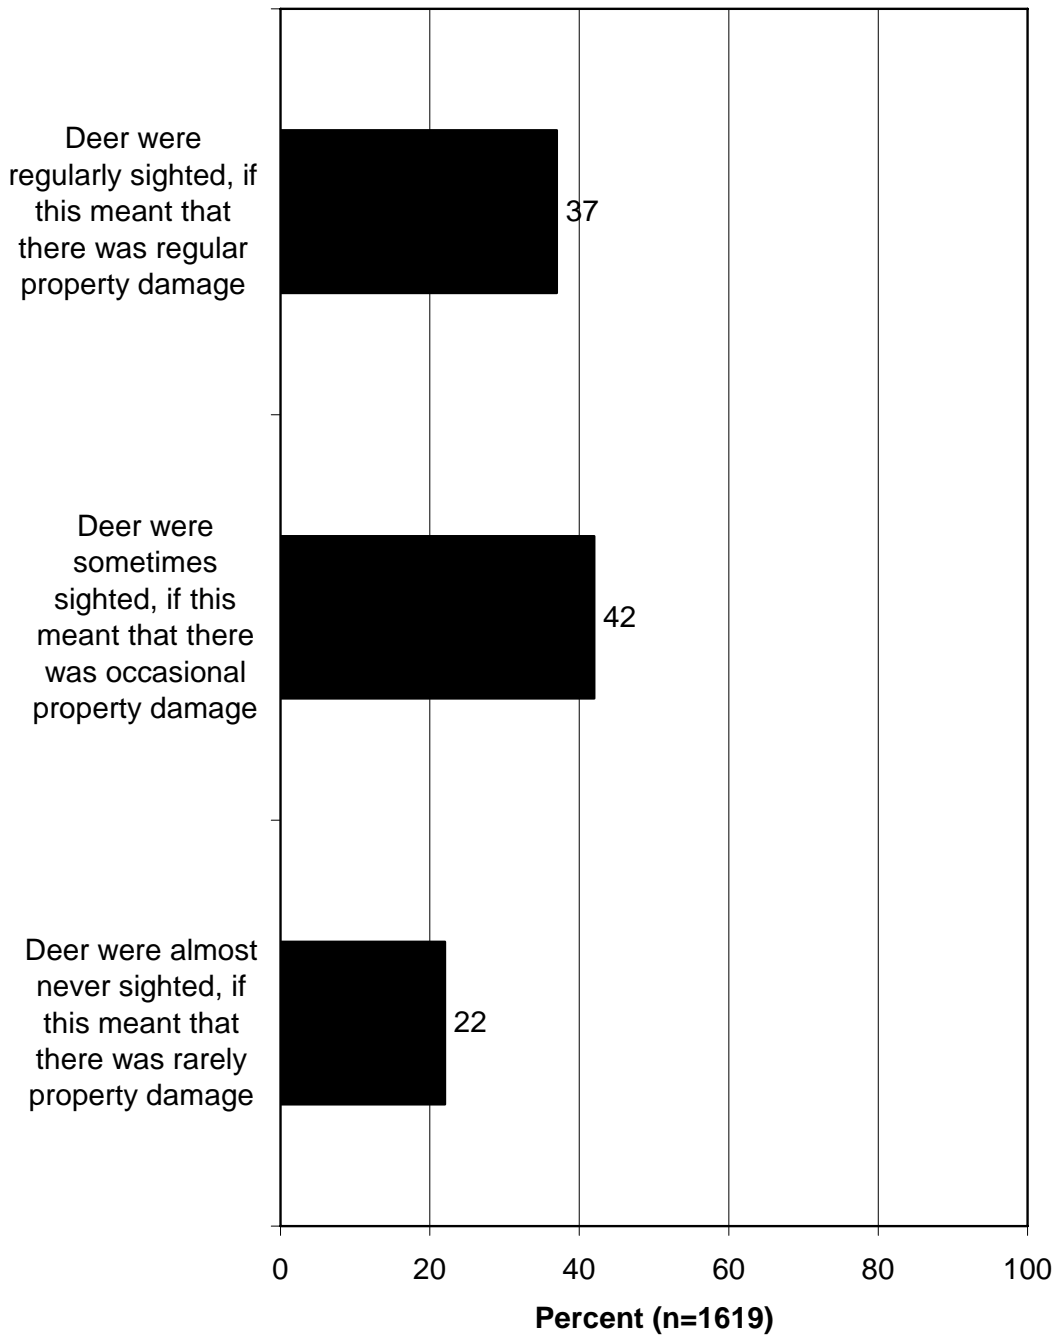 Deer were
regularly sighted, if
this meant that
there was regular
property damage
37
Deer were
sometimes
sighted, if this
meant that there
was occasional
property damage
42
Deer were almost
never sighted, if
this meant that
there was rarely
property damage
22
0 20 40 60 80 100
Percent (n=1619)